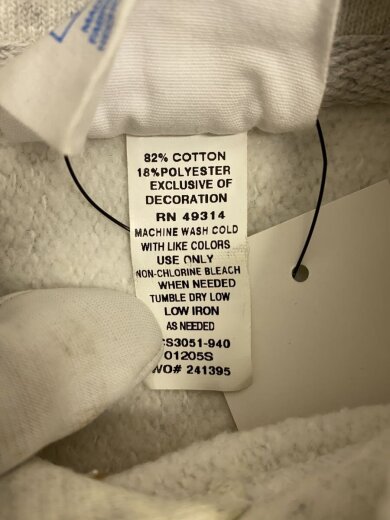 82% COTTON
18%POLYESTER
EXCLUSIVE OF
DECORATION
RN 49314
MACHINE WASH COLD
WITH LIKE COLORS
USE ONLY
NON-CHLORINE BLEACH
WHEN NEEDED
TUMBLE DRY LOW
LOW IRON
AS NEEDED
CS3051-940
01205S
WO# 241395